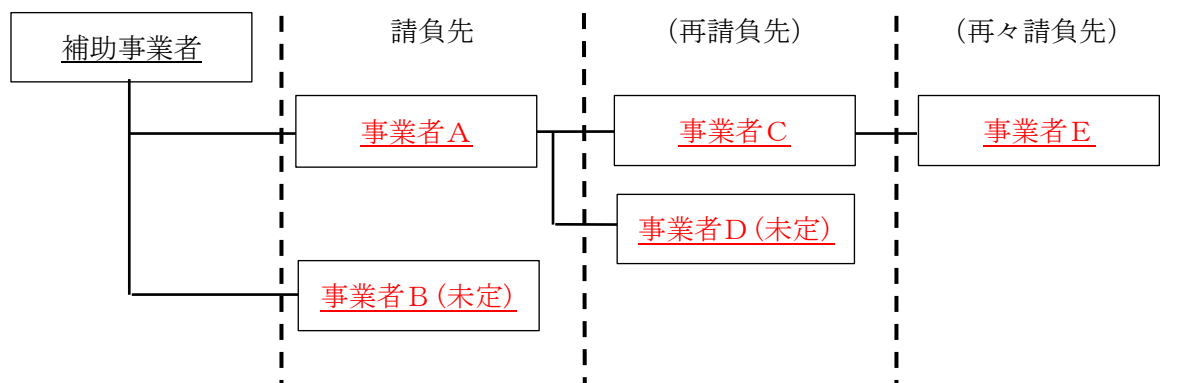 補助事業者
請負先
（再請負先）
（再々請負先）
事業者Ａ
事業者Ｃ
事業者Ｅ
事業者Ｄ（未定）
事業者Ｂ（未定）